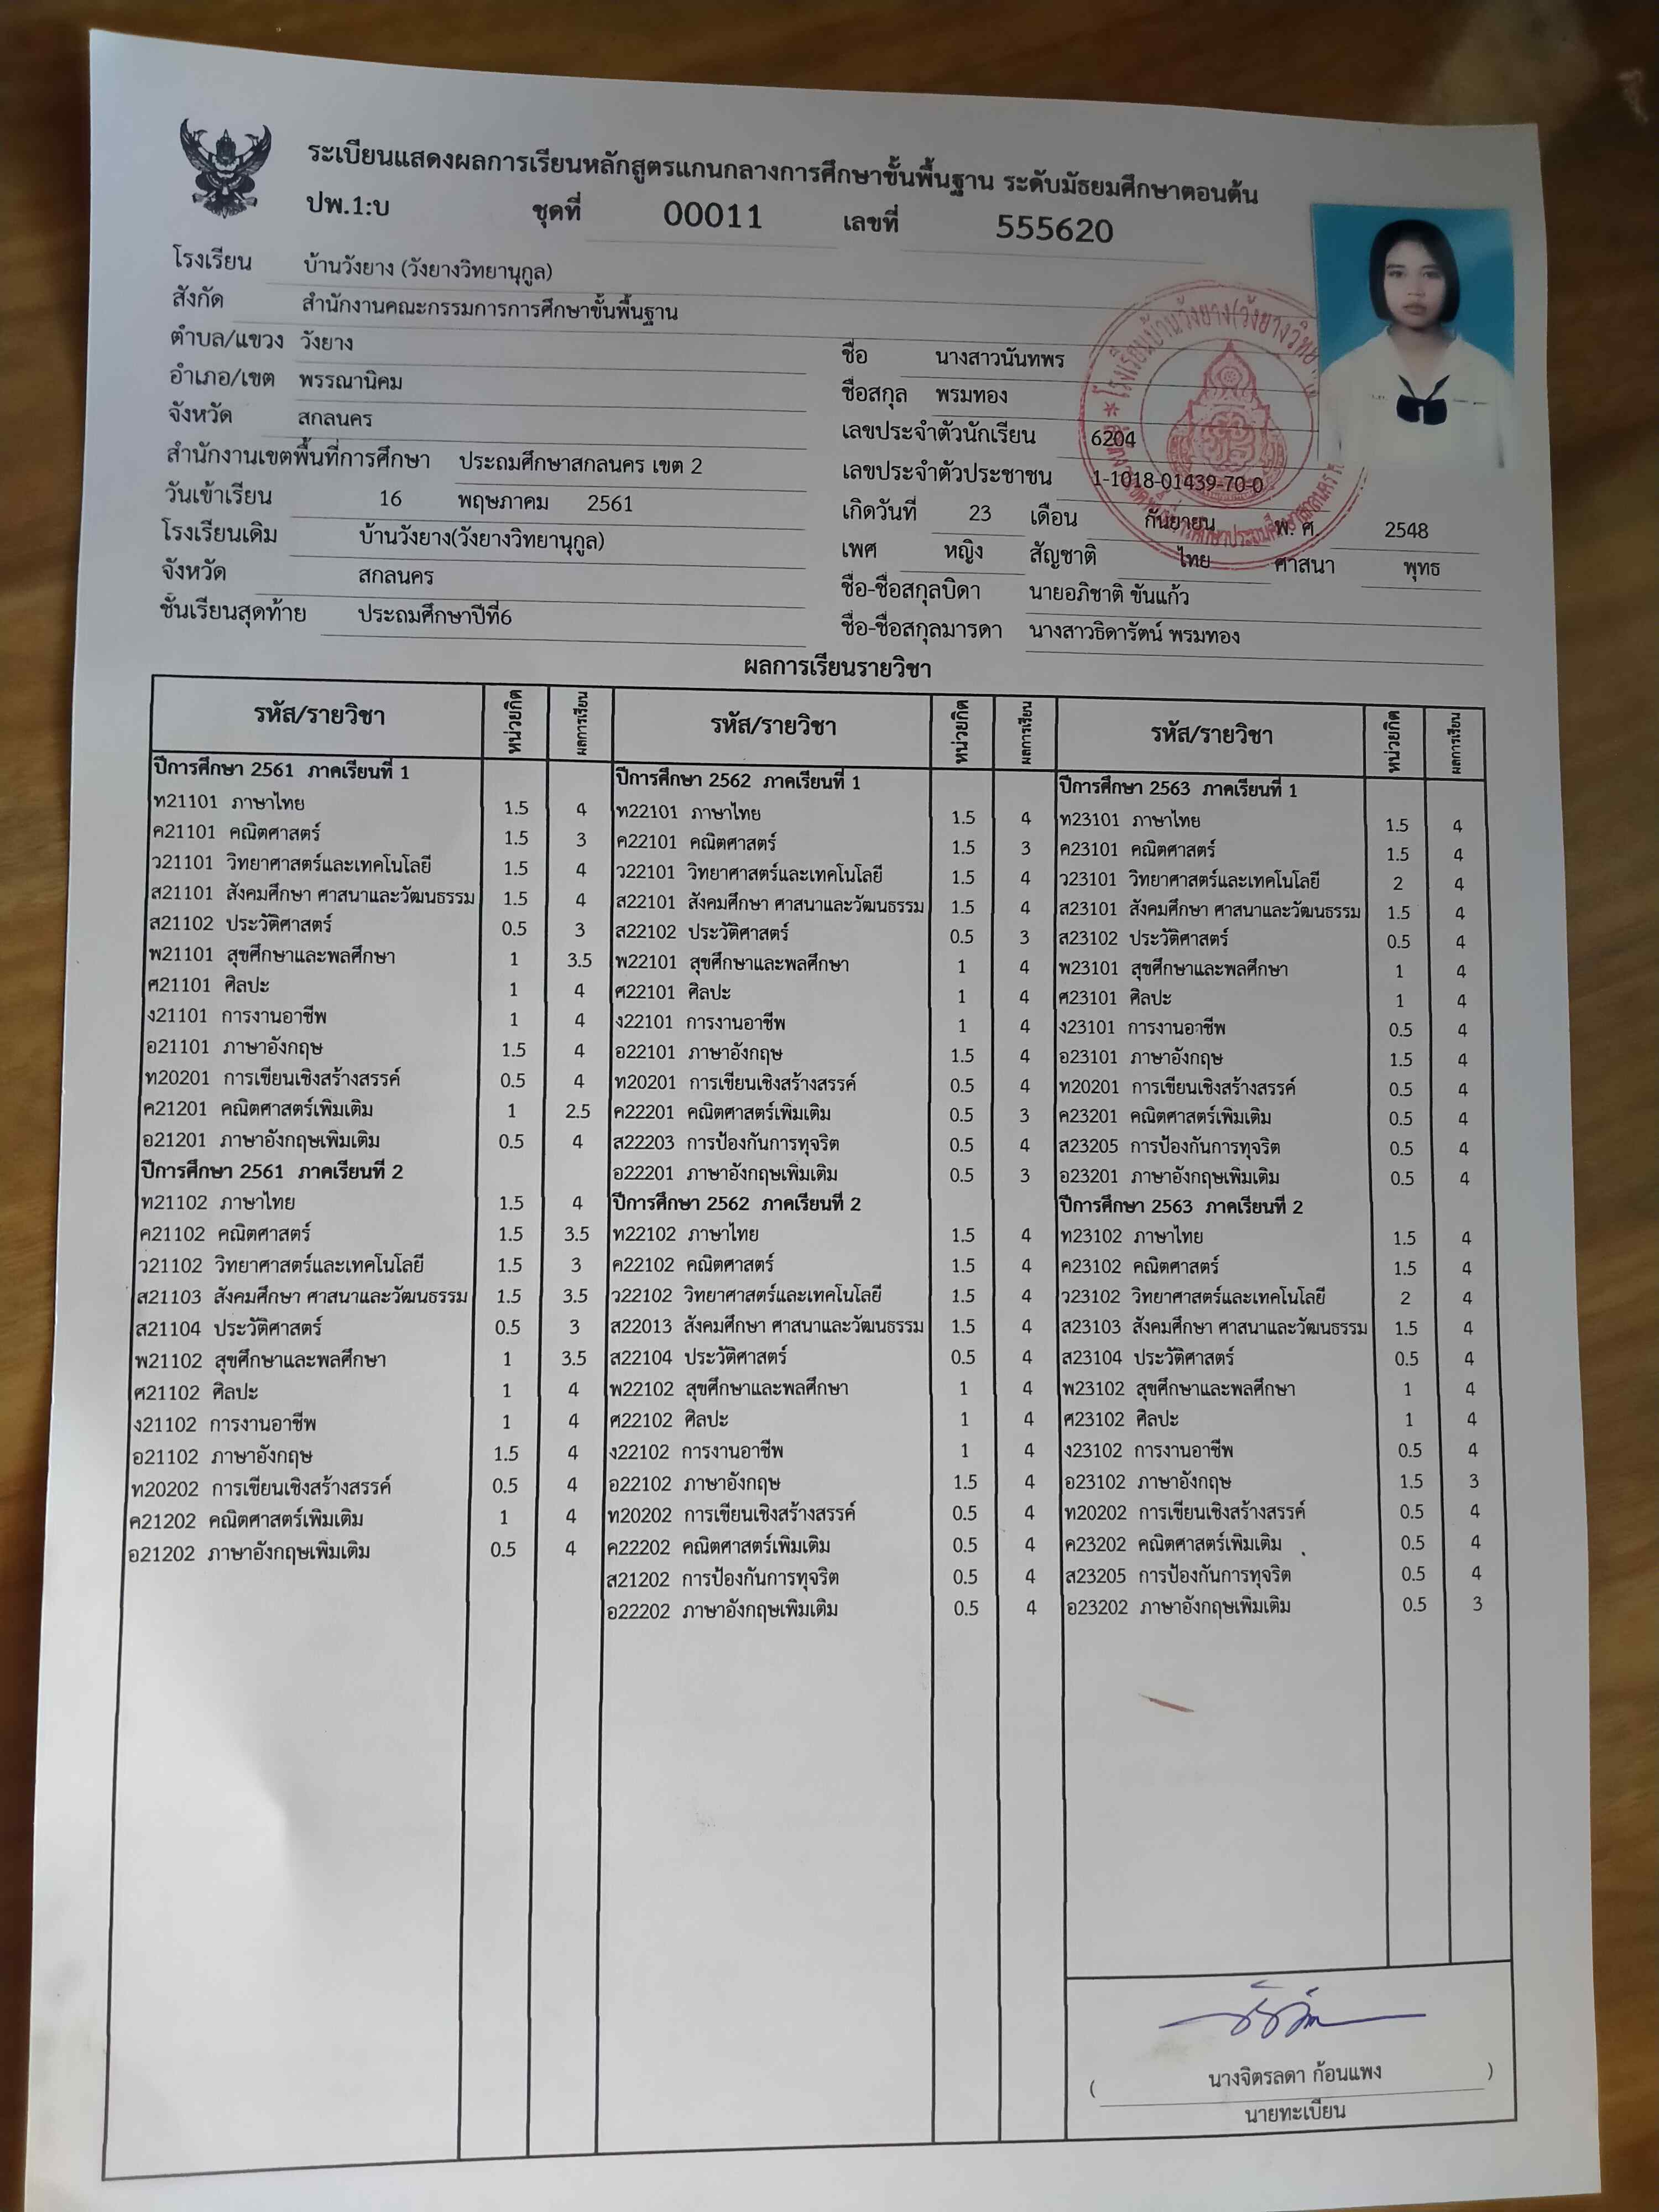 ระเบียนแสดงผลการเรียนหลักสูตรแกนกลางการศึกษาขั้นพื้นฐาน ระดับมัธยมศึกษาตอนต้น
ปพ.1:บ ชุดที่ 00011 เลขที่ 555620
โรงเรียน บ้านวังยาง (วังยางวิทยานุกูล)
สังกัด สำนักงานคณะกรรมการการศึกษาขั้นพื้นฐาน
ตำบล/แขวง วังยาง
อำเภอ/เขต พรรณานิคม
จังหวัด สกลนคร
สำนักงานเขตพื้นที่การศึกษา ประถมศึกษาสกลนคร เขต 2
วันเข้าเรียน 16 พฤษภาคม 2561
โรงเรียนเดิม บ้านวังยาง(วังยางวิทยานุกูล)
จังหวัด สกลนคร
ชั้นเรียนสุดท้าย ประถมศึกษาปีที่6
ชื่อ นางสาวนันทพร
ชื่อสกุล พรมทอง
เลขประจำตัวนักเรียน 6204
เลขประจำตัวประชาชน 1-1018-01439-70-0
เกิดวันที่ 23 เดือน กันยายน พ.ศ. 2548
เพศ หญิง สัญชาติ ไทย ศาสนา พุทธ
ชื่อ-ชื่อสกุลบิดา นายอภิชาติ ขันแก้ว
ชื่อ-ชื่อสกุลมารดา นางสาวธิดารัตน์ พรมทอง
ผลการเรียนรายวิชา
รหัส/รายวิชา หน่วยกิต ผลการเรียน
ปีการศึกษา 2561 ภาคเรียนที่ 1
ท21101 ภาษาไทย 1.5 4
ค21101 คณิตศาสตร์ 1.5 3
ว21101 วิทยาศาสตร์และเทคโนโลยี 1.5 4
ส21101 สังคมศึกษา ศาสนาและวัฒนธรรม 1.5 4
ส21102 ประวัติศาสตร์ 0.5 3
พ21101 สุขศึกษาและพลศึกษา 1 3.5
ศ21101 ศิลปะ 1 4
ง21101 การงานอาชีพ 1 4
อ21101 ภาษาอังกฤษ 1.5 4
ท20201 การเขียนเชิงสร้างสรรค์ 0.5 4
ค21201 คณิตศาสตร์เพิ่มเติม 1 2.5
อ21201 ภาษาอังกฤษเพิ่มเติม 0.5 4
ปีการศึกษา 2561 ภาคเรียนที่ 2
ท21102 ภาษาไทย 1.5 4
ค21102 คณิตศาสตร์ 1.5 3.5
ว21102 วิทยาศาสตร์และเทคโนโลยี 1.5 3
ส21103 สังคมศึกษา ศาสนาและวัฒนธรรม 1.5 3.5
ส21104 ประวัติศาสตร์ 0.5 3
พ21102 สุขศึกษาและพลศึกษา 1 3.5
ศ21102 ศิลปะ 1 4
ง21102 การงานอาชีพ 1 4
อ21102 ภาษาอังกฤษ 1.5 4
ท20202 การเขียนเชิงสร้างสรรค์ 0.5 4
ค21202 คณิตศาสตร์เพิ่มเติม 1 4
อ21202 ภาษาอังกฤษเพิ่มเติม 0.5 4
รหัส/รายวิชา หน่วยกิต ผลการเรียน
ปีการศึกษา 2562 ภาคเรียนที่ 1
ท22101 ภาษาไทย 1.5 4
ค22101 คณิตศาสตร์ 1.5 3
ว22101 วิทยาศาสตร์และเทคโนโลยี 1.5 4
ส22101 สังคมศึกษา ศาสนาและวัฒนธรรม 1.5 4
ส22102 ประวัติศาสตร์ 0.5 3
พ22101 สุขศึกษาและพลศึกษา 1 4
ศ22101 ศิลปะ 1 4
ง22101 การงานอาชีพ 1 4
อ22101 ภาษาอังกฤษ 1.5 4
ท20201 การเขียนเชิงสร้างสรรค์ 0.5 4
ค22201 คณิตศาสตร์เพิ่มเติม 0.5 3
ส22203 การป้องกันการทุจริต 0.5 4
อ22201 ภาษาอังกฤษเพิ่มเติม 0.5 3
ปีการศึกษา 2562 ภาคเรียนที่ 2
ท22102 ภาษาไทย 1.5 4
ค22102 คณิตศาสตร์ 1.5 4
ว22102 วิทยาศาสตร์และเทคโนโลยี 1.5 4
ส22013 สังคมศึกษา ศาสนาและวัฒนธรรม 1.5 4
ส22104 ประวัติศาสตร์ 0.5 4
พ22102 สุขศึกษาและพลศึกษา 1 4
ศ22102 ศิลปะ 1 4
ง22102 การงานอาชีพ 1 4
อ22102 ภาษาอังกฤษ 1.5 4
ท20202 การเขียนเชิงสร้างสรรค์ 0.5 4
ค22202 คณิตศาสตร์เพิ่มเติม 0.5 4
ส21202 การป้องกันการทุจริต 0.5 4
อ22202 ภาษาอังกฤษเพิ่มเติม 0.5 4
รหัส/รายวิชา หน่วยกิต ผลการเรียน
ปีการศึกษา 2563 ภาคเรียนที่ 1
ท23101 ภาษาไทย 1.5 4
ค23101 คณิตศาสตร์ 1.5 4
ว23101 วิทยาศาสตร์และเทคโนโลยี 2 4
ส23101 สังคมศึกษา ศาสนาและวัฒนธรรม 1.5 4
ส23102 ประวัติศาสตร์ 0.5 4
พ23101 สุขศึกษาและพลศึกษา 1 4
ศ23101 ศิลปะ 1 4
ง23101 การงานอาชีพ 0.5 4
อ23101 ภาษาอังกฤษ 1.5 4
ท20201 การเขียนเชิงสร้างสรรค์ 0.5 4
ค23201 คณิตศาสตร์เพิ่มเติม 0.5 4
ส23205 การป้องกันการทุจริต 0.5 4
อ23201 ภาษาอังกฤษเพิ่มเติม 0.5 4
ปีการศึกษา 2563 ภาคเรียนที่ 2
ท23102 ภาษาไทย 1.5 4
ค23102 คณิตศาสตร์ 1.5 4
ว23102 วิทยาศาสตร์และเทคโนโลยี 2 4
ส23103 สังคมศึกษา ศาสนาและวัฒนธรรม 1.5 4
ส23104 ประวัติศาสตร์ 0.5 4
พ23102 สุขศึกษาและพลศึกษา 1 4
ศ23102 ศิลปะ 1 4
ง23102 การงานอาชีพ 0.5 4
อ23102 ภาษาอังกฤษ 1.5 3
ท20202 การเขียนเชิงสร้างสรรค์ 0.5 4
ค23202 คณิตศาสตร์เพิ่มเติม 0.5 4
ส23205 การป้องกันการทุจริต 0.5 4
อ23202 ภาษาอังกฤษเพิ่มเติม 0.5 3
( นางจิตรลดา ก้อนแพง )
นายทะเบียน